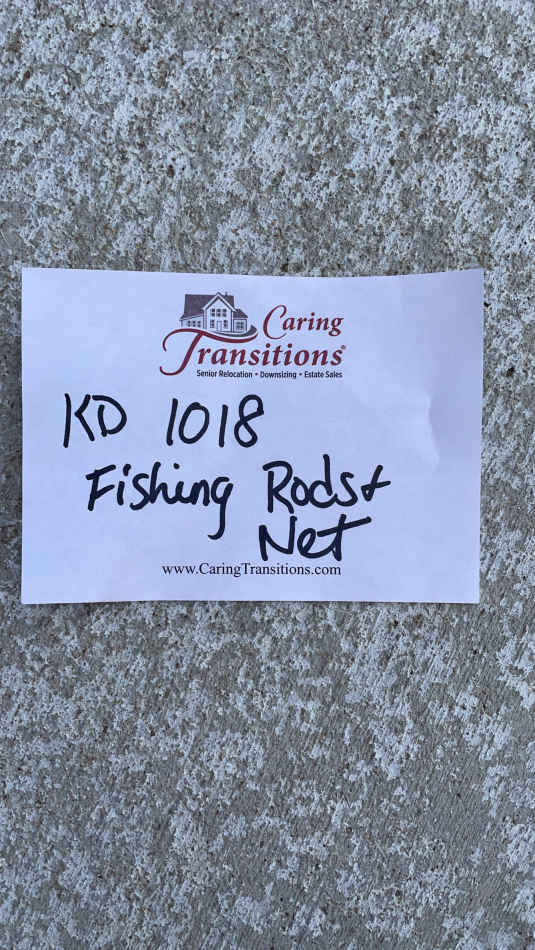 Caring
Transitions®
Senior Relocation • Downsizing • Estate Sales
KD 1018
Fishing Rods &
Net
www.CaringTransitions.com